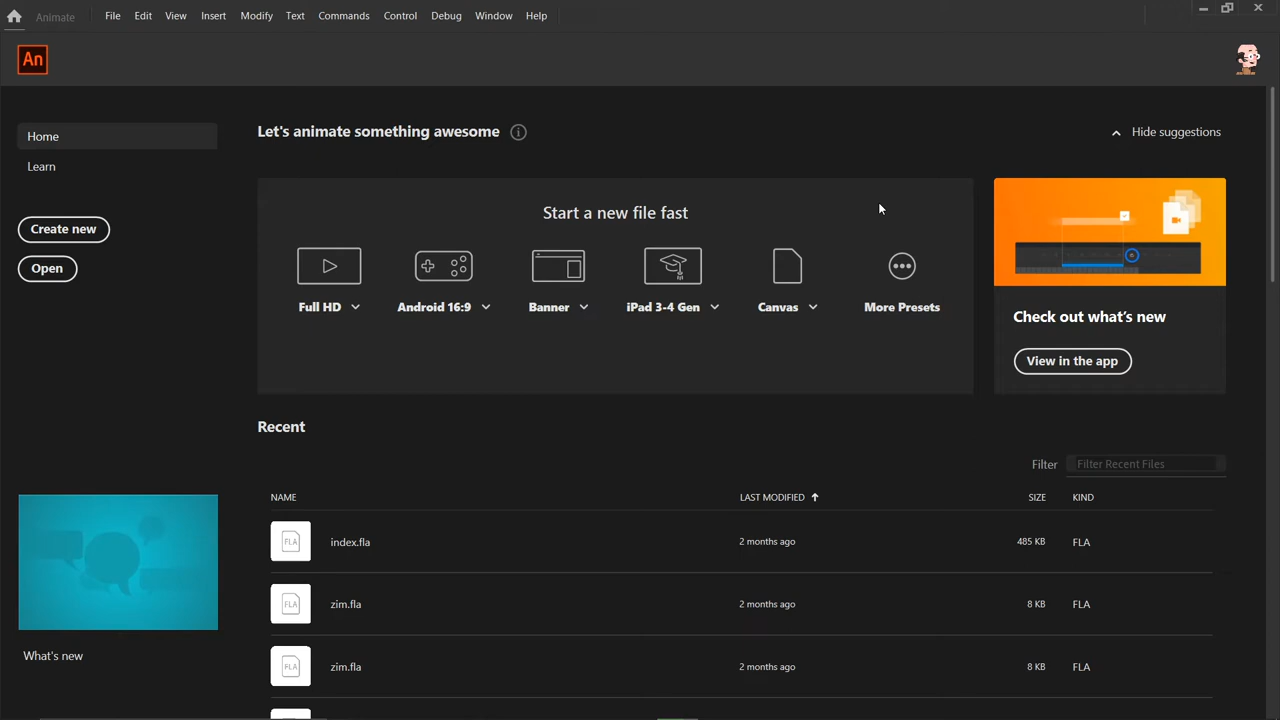 Animate File Edit View Insert Modify Text Commands Control Debug Window Help
An
Home
Learn
Create new
Open
What's new
Let's animate something awesome
Hide suggestions
Start a new file fast
Full HD Android 16:9 Banner iPad 3-4 Gen Canvas More Presets
Check out what's new
View in the app
Recent
Filter Filter Recent Files
NAME LAST MODIFIED SIZE KIND
FLA index.fla 2 months ago 485 KB FLA
FLA zim.fla 2 months ago 8 KB FLA
FLA zim.fla 2 months ago 8 KB FLA